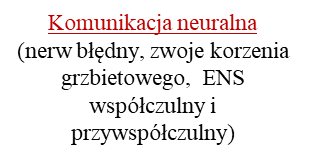 Komunikacja neuralna
(nerw błędny, zwoje korzenia
grzbietowego, ENS
współczulny i
przywspółczulny)